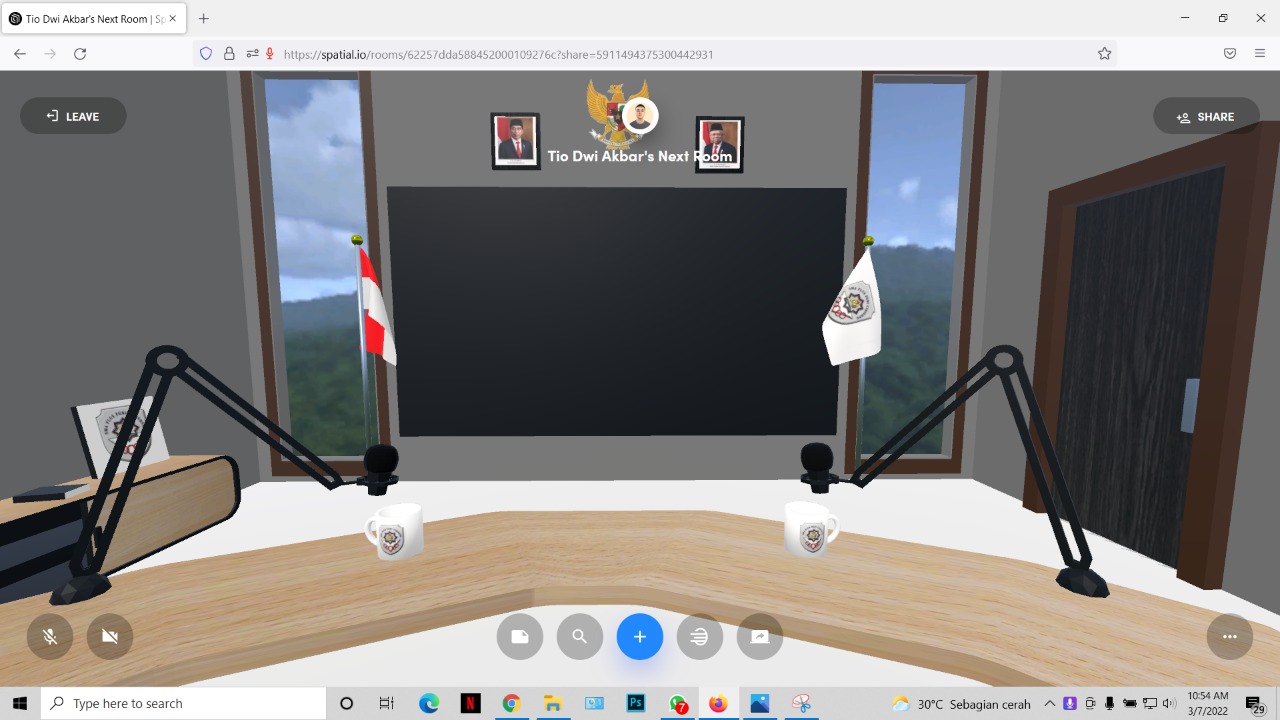 Tio Dwi Akbar's Next Room | Sp
https://spatial.io/rooms/62257dda588452000109276c?share=5911494375300442931
LEAVE
SHARE
Tio Dwi Akbar's Next Room
Type here to search
Ps
7
30°C Sebagian cerah
10:54 AM
3/7/2022
29